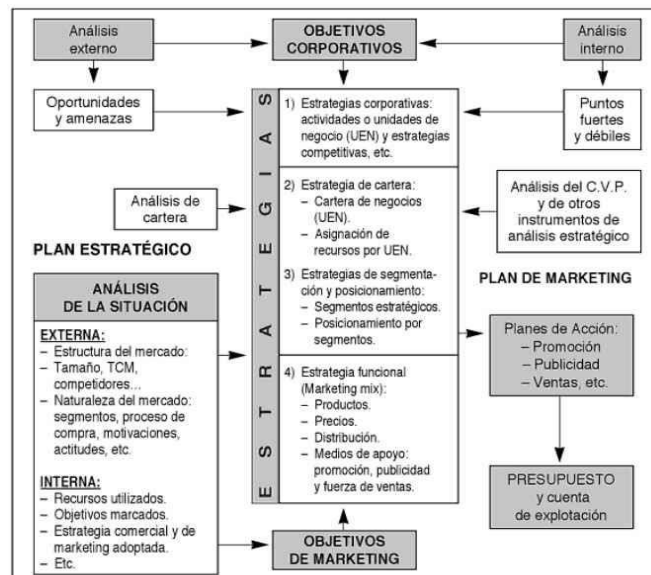 Análisis
externo
OBJETIVOS
CORPORATIVOS
Análisis
interno
Oportunidades
y amenazas
ESTRATEGIAS
1) Estrategias corporativas:
actividades o unidades de
negocio (UEN) y estrategias
competitivas, etc.
Puntos
fuertes
y débiles
Análisis de
cartera
2) Estrategia de cartera:
– Cartera de negocios
(UEN).
– Asignación de
recursos por UEN.
Análisis del C.V.P.
y de otros
instrumentos de
análisis estratégico
PLAN ESTRATÉGICO
3) Estrategias de segmenta-
ción y posicionamiento:
– Segmentos estratégicos.
– Posicionamiento por
segmentos.
PLAN DE MARKETING
ANÁLISIS
DE LA SITUACIÓN
EXTERNA:
– Estructura del mercado:
– Tamaño, TCM,
competidores...
– Naturaleza del mercado:
segmentos, proceso de
compra, motivaciones,
actitudes, etc.
INTERNA:
– Recursos utilizados.
– Objetivos marcados.
– Estrategia comercial y de
marketing adoptada.
– Etc.
4) Estrategia funcional
(Marketing mix):
– Productos.
– Precios.
– Distribución.
– Medios de apoyo:
promoción, publicidad
y fuerza de ventas.
Planes de Acción:
– Promoción
– Publicidad
– Ventas, etc.
PRESUPUESTO
y cuenta
de explotación
OBJETIVOS
DE MARKETING